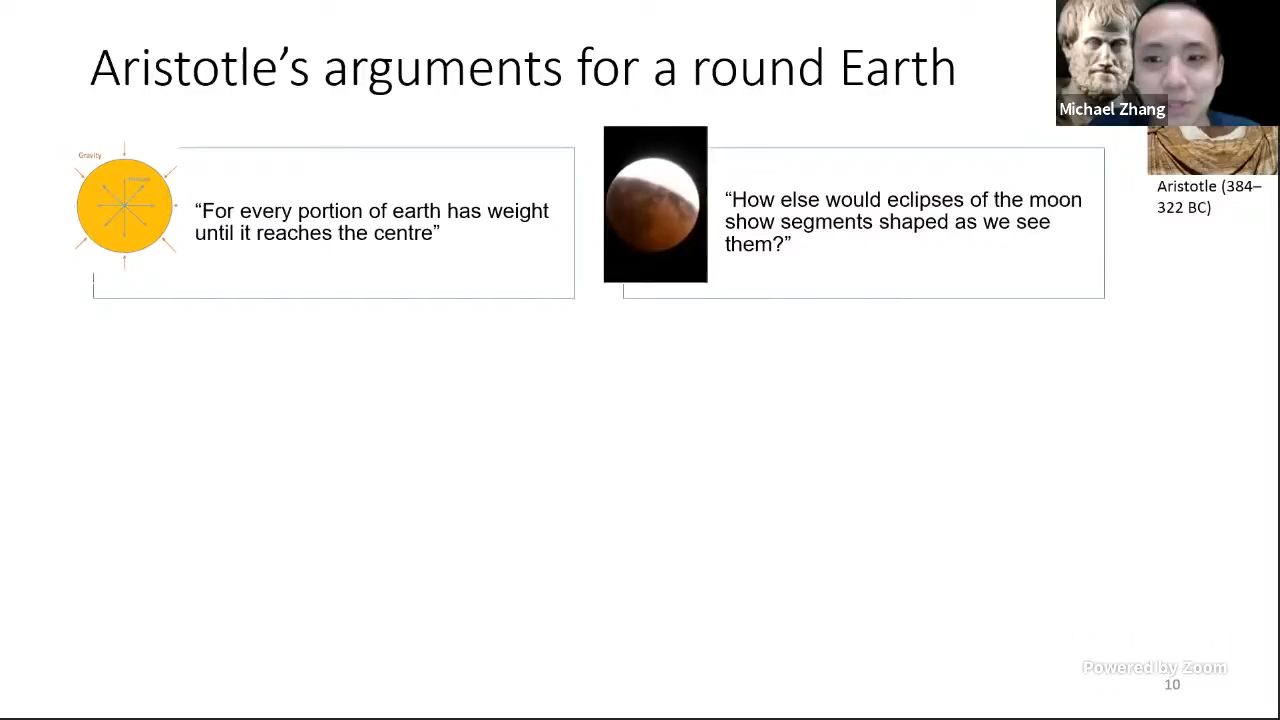 Aristotle’s arguments for a round Earth
Michael Zhang
Gravity
“For every portion of earth has weight
until it reaches the centre”
“How else would eclipses of the moon
show segments shaped as we see
them?”
Aristotle (384–
322 BC)
Powered by Zoom
10